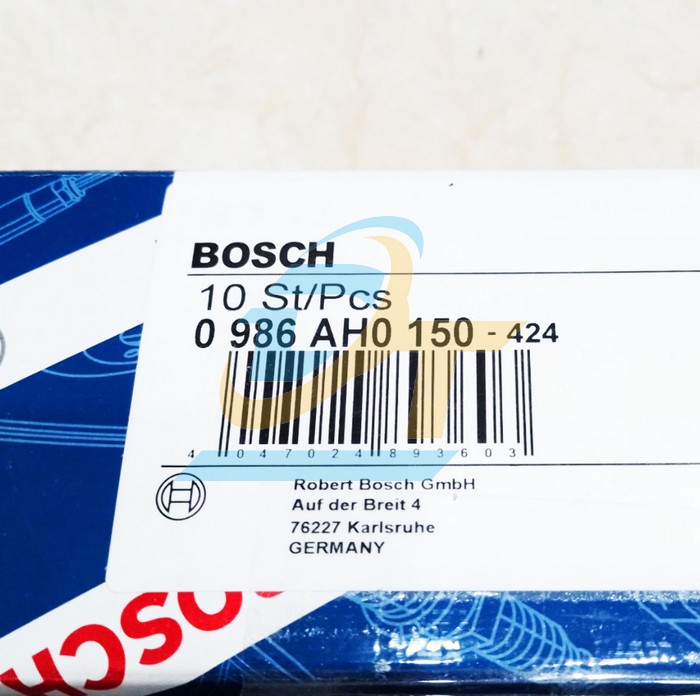 BOSCH
10 St/Pcs
0 986 AH0 150 - 424
4 047024 893603
Robert Bosch GmbH
Auf der Breit 4
76227 Karlsruhe
GERMANY
BOSCH